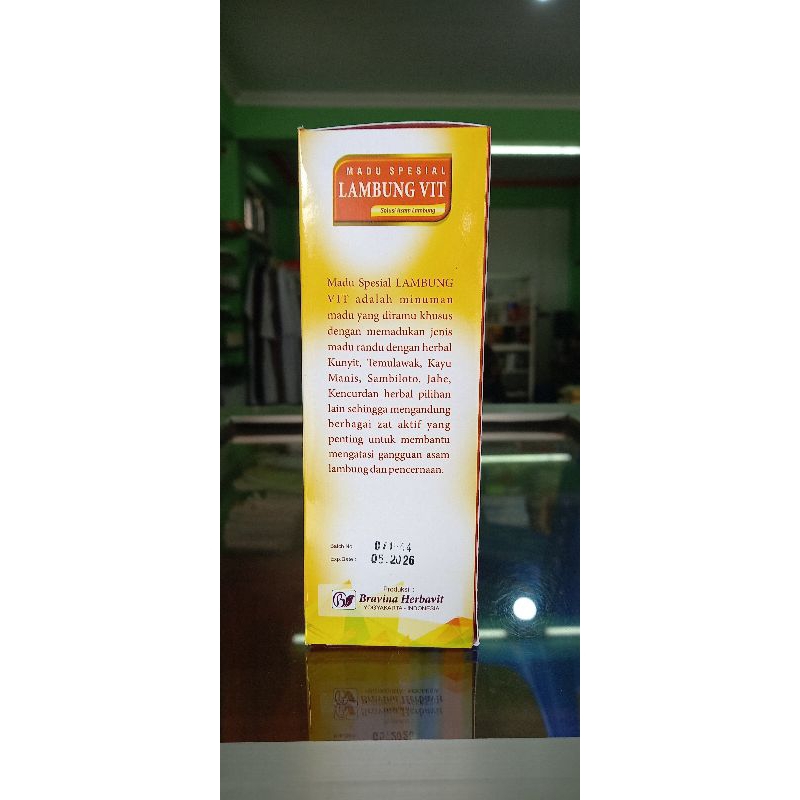 MADU SPESIAL
LAMBUNG VIT
Solusi Asam Lambung
Madu Spesial LAMBUNG
VIT adalah minuman
madu yang diramu khusus
dengan memadukan jenis
madu randu dengan herbal
Kunyit, Temulawak, Kayu
Manis, Sambiloto, Jahe,
Kencurdan herbal pilihan
lain sehingga mengandung
berbagai zat aktif yang
penting untuk membantu
mengatasi gangguan asam
lambung dan pencernaan.
Batch No
Exp. Date : 05.2026
Produksi :
Bravina Herbavit
YOGYAKARTA - INDONESIA